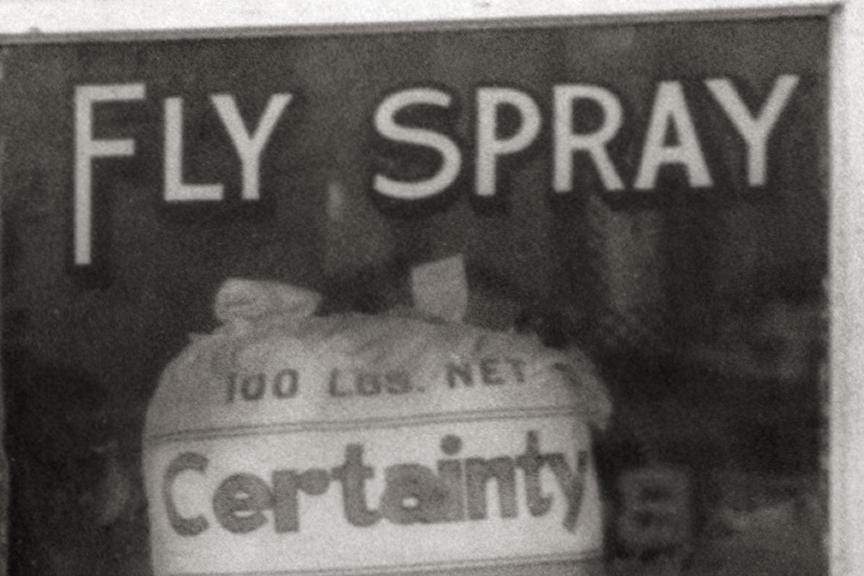 FLY SPRAY
100 LBS. NET
Certainty